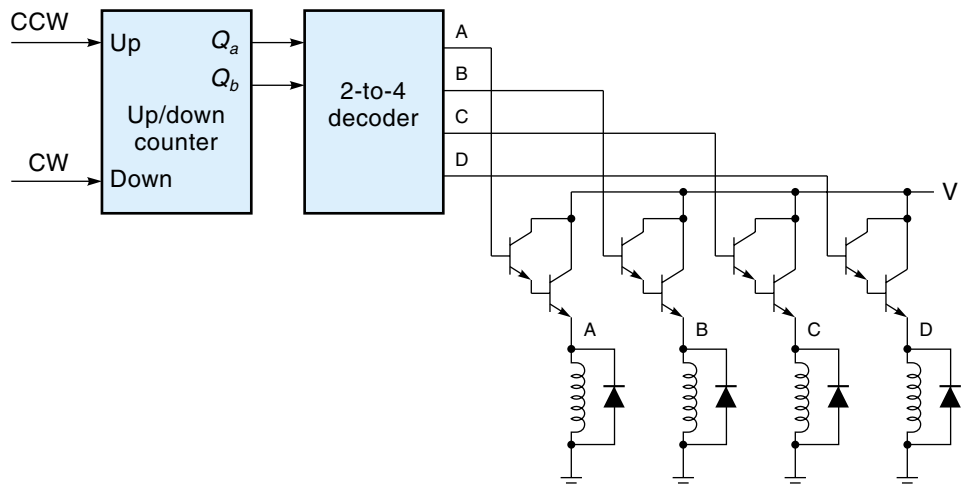 CCW
Up
Qa
Qb
Up/down
counter
CW
Down
2-to-4
decoder
A
B
C
D
V
A
B
C
D